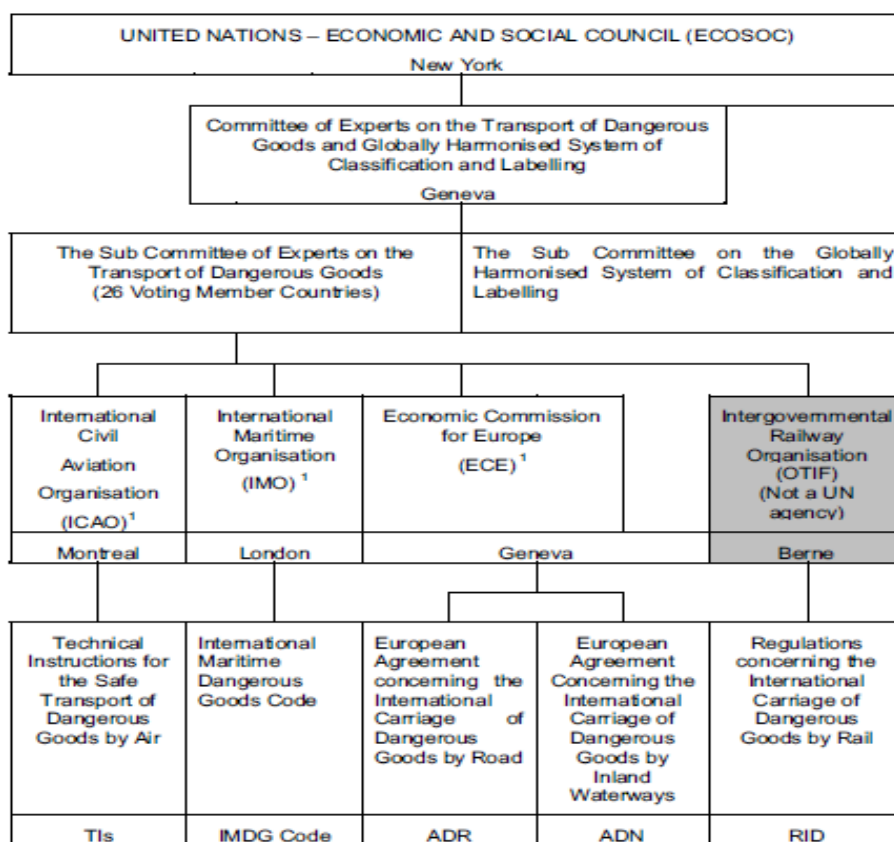 UNITED NATIONS – ECONOMIC AND SOCIAL COUNCIL (ECOSOC)
New York
Committee of Experts on the Transport of Dangerous
Goods and Globally Harmonised System of
Classification and Labelling
Geneva
The Sub Committee of Experts on the
Transport of Dangerous Goods
(26 Voting Member Countries)
The Sub Committee on the Globally
Harmonised System of Classification and
Labelling
International
Civil
Aviation
Organisation
(ICAO)¹
Montreal
International
Maritime
Organisation
(IMO) ¹
London
Economic Commission
for Europe
(ECE) ¹
Geneva
Intergovernmental
Railway
Organisation
(OTIF)
(Not a UN
agency)
Berne
Technical
Instructions for
the Safe
Transport of
Dangerous
Goods by Air
TIs
International
Maritime
Dangerous
Goods Code
IMDG Code
European
Agreement
concerning the
International
Carriage of
Dangerous
Goods by Road
ADR
European
Agreement
Concerning the
International
Carriage of
Dangerous
Goods by
Inland
Waterways
ADN
Regulations
concerning the
International
Carriage of
Dangerous
Goods by Rail
RID